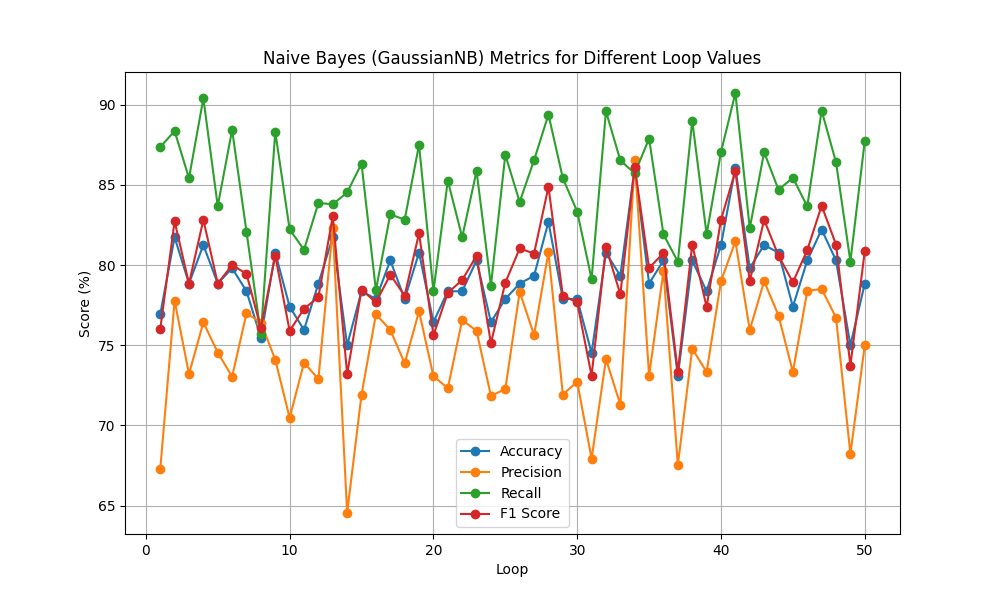 Naive Bayes (GaussianNB) Metrics for Different Loop Values
Score (%)
90
85
80
75
70
65
0
10
20
30
40
50
Loop
Accuracy
Precision
Recall
F1 Score